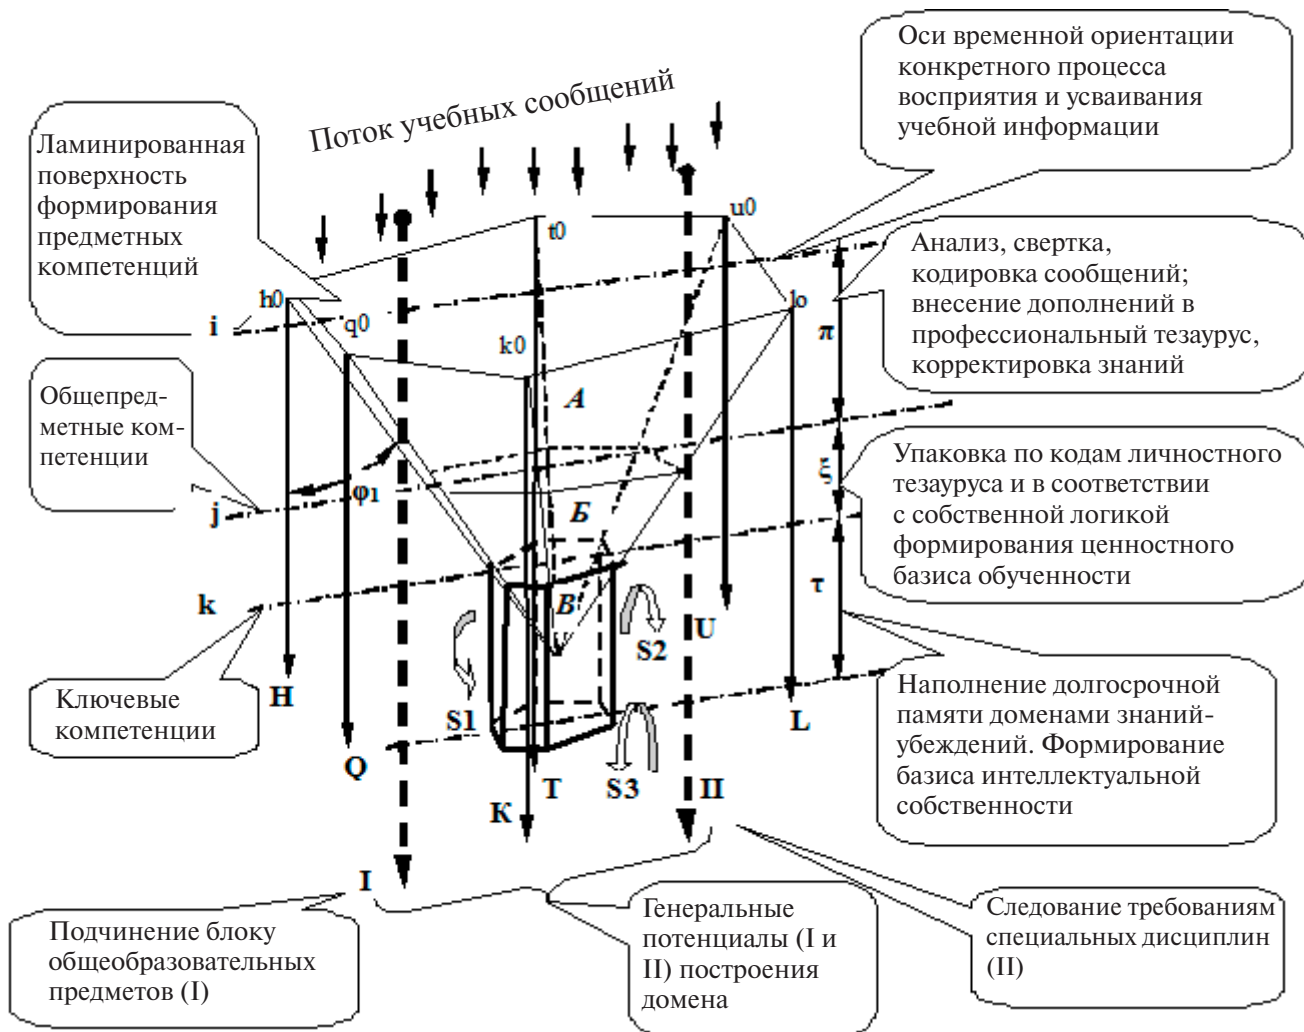 Оси временной ориентации
конкретного процесса
восприятия и усваивания
учебной информации
Поток учебных сообщений
Ламинированная
поверхность
формирования
предметных
компетенций
t0
u0
Анализ, свертка,
кодировка сообщений;
внесение дополнений в
профессиональный тезаурус,
корректировка знаний
h0
i
q0
k0
lo
π
Общепред-
метные ком-
петенции
А
φ1
j
Б
ξ
Упаковка по кодам личностного
тезауруса и в соответствии
с собственной логикой
формирования ценностного
базиса обученности
k
В
τ
S2
U
Ключевые
компетенции
H
S1
L
Наполнение долгосрочной
памяти доменами знаний-
убеждений. Формирование
базиса интеллектуальной
собственности
Q
T
S3
II
K
I
Подчинение блоку
общеобразовательных
предметов (I)
Генеральные
потенциалы (I и
II) построения
домена
Следование требованиям
специальных дисциплин
(II)